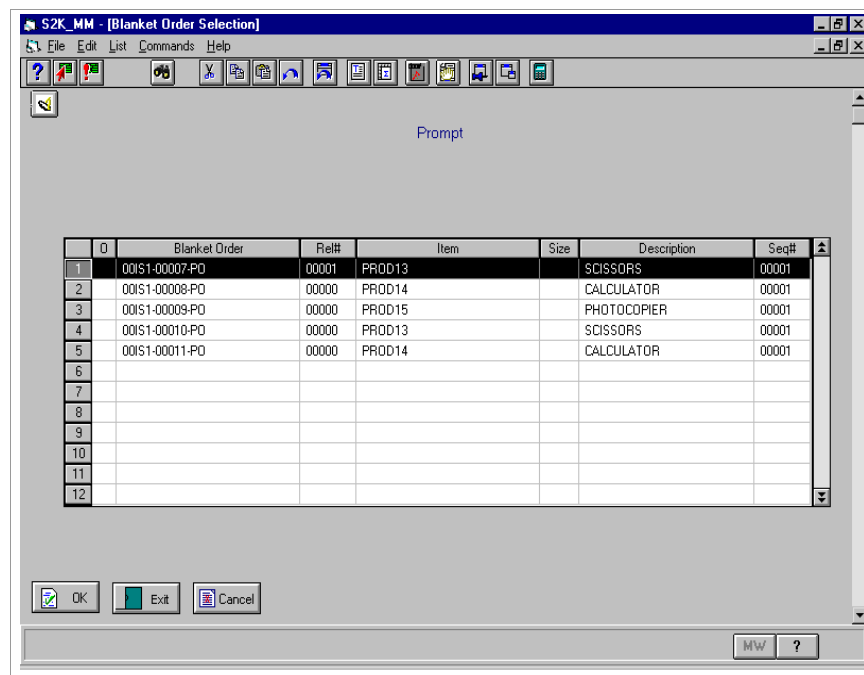 S2K_MM - [Blanket Order Selection]
File Edit List Commands Help
Prompt
O Blanket Order Rel# Item Size Description Seq#
1 00IS1-00007-PO 00001 PROD13 SCISSORS 00001
2 00IS1-00008-PO 00000 PROD14 CALCULATOR 00001
3 00IS1-00009-PO 00000 PROD15 PHOTOCOPIER 00001
4 00IS1-00010-PO 00000 PROD13 SCISSORS 00001
5 00IS1-00011-PO 00000 PROD14 CALCULATOR 00001
6
7
8
9
10
11
12
OK Exit Cancel
MW ?